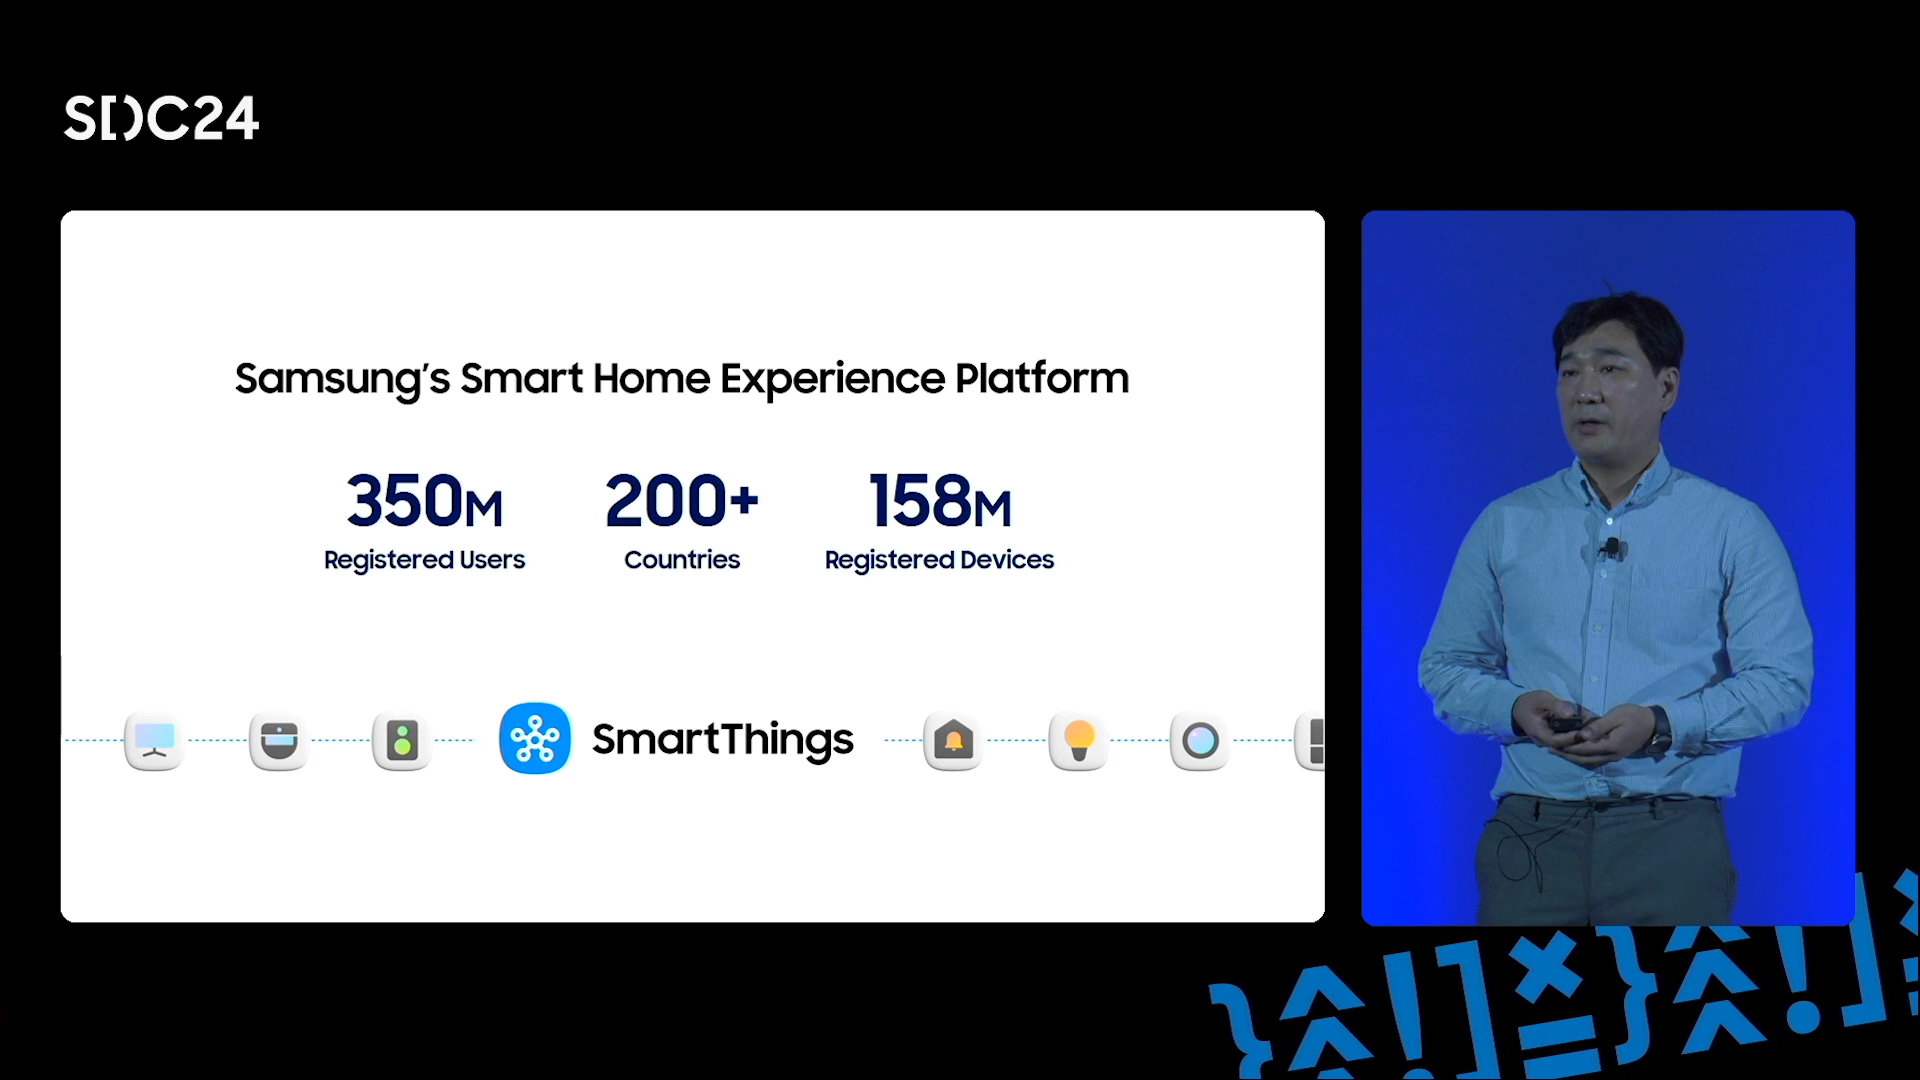 SDC24
Samsung's Smart Home Experience Platform
350M
Registered Users
200+
Countries
158M
Registered Devices
SmartThings
}^^!]×=}^^!]×=